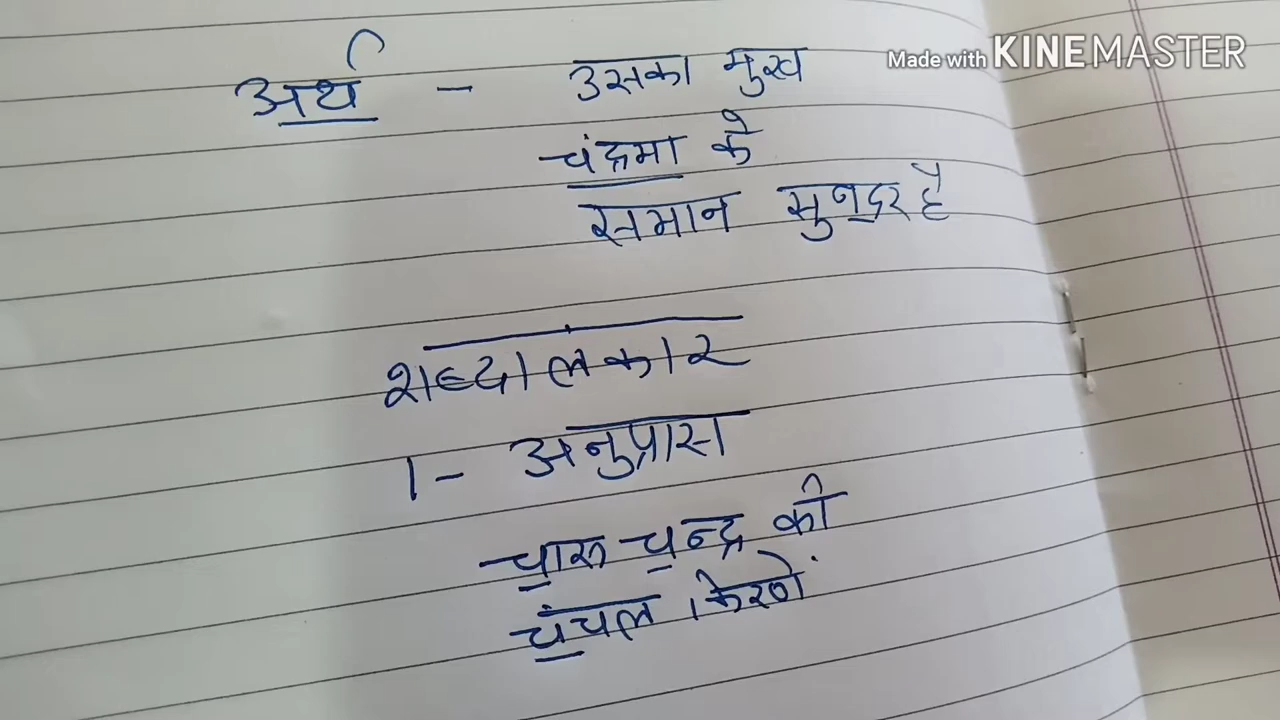 Made with KINEMASTER
अर्थ - उसका मुख
चंद्रमा के
समान सुन्दर है
शब्दालंकार
1- अनुप्रास
चारू चन्द्र की
चंचल किरणें